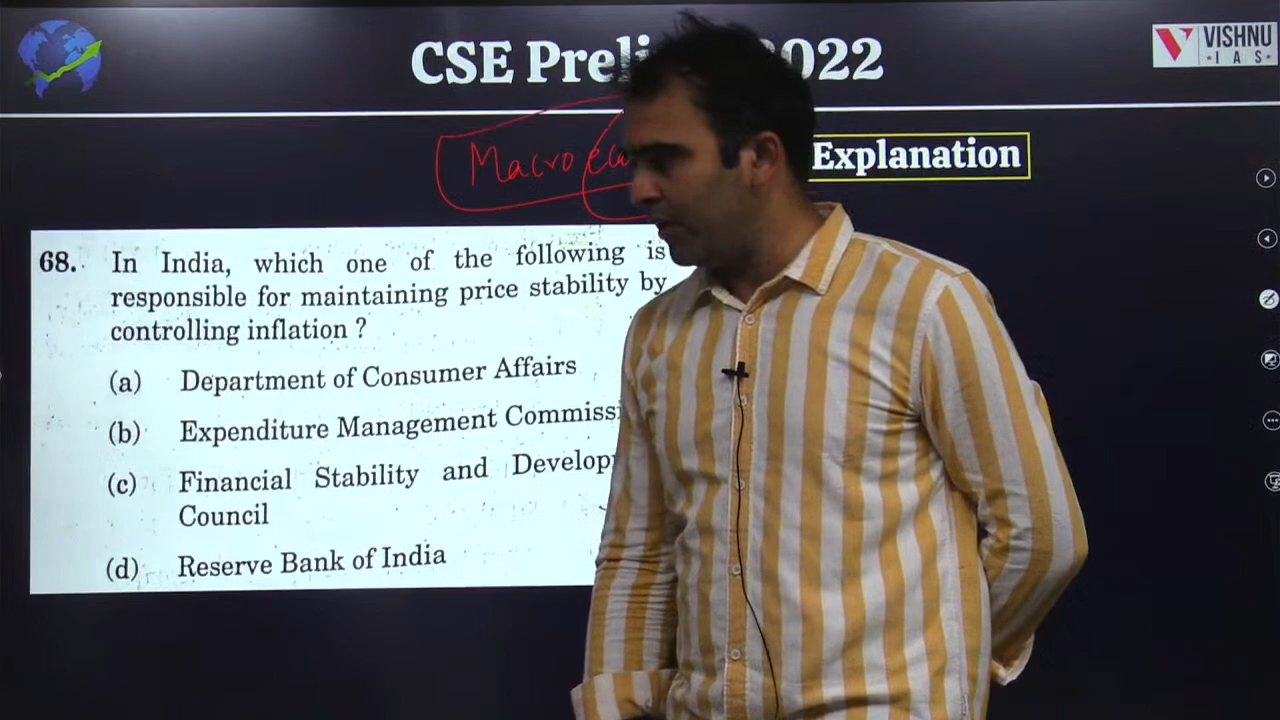 CSE Preli 022
VISHNU
IAS
Macro
Explanation
68. In India, which one of the following is
responsible for maintaining price stability by
controlling inflation ?
(a) Department of Consumer Affairs
(b) Expenditure Management Commiss
(c) Financial Stability and Develop
Council
(d) Reserve Bank of India